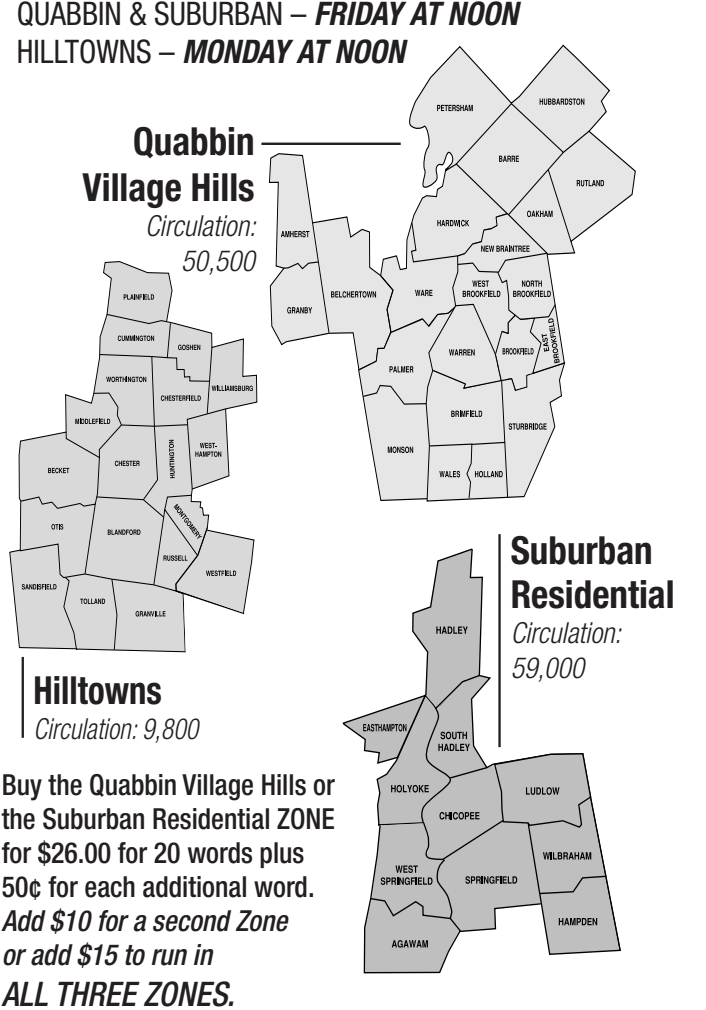 QUABBIN & SUBURBAN – FRIDAY AT NOON
HILLTOWNS – MONDAY AT NOON
Quabbin
Village Hills
Circulation:
50,500
PETERSHAM
HUBBARDSTON
BARRE
RUTLAND
OAKHAM
HARDWICK
NEW BRAINTREE
AMHERST
GRANBY
BELCHERTOWN
WARE
WEST
BROOKFIELD
NORTH
BROOKFIELD
EAST
BROOKFIELD
BROOKFIELD
WARREN
PALMER
BRIMFIELD
STURBRIDGE
MONSON
WALES
HOLLAND
PLAINFIELD
CUMMINGTON
GOSHEN
WORTHINGTON
CHESTERFIELD
WILLIAMSBURG
MIDDLEFIELD
WEST-
HAMPTON
HUNTINGTON
CHESTER
BECKET
MONTGOMERY
OTIS
BLANDFORD
RUSSELL
WESTFIELD
SANDISFIELD
TOLLAND
GRANVILLE
Hilltowns
Circulation: 9,800
Suburban
Residential
Circulation:
59,000
HADLEY
EASTHAMPTON
SOUTH
HADLEY
HOLYOKE
CHICOPEE
LUDLOW
WEST
SPRINGFIELD
SPRINGFIELD
WILBRAHAM
HAMPDEN
AGAWAM
Buy the Quabbin Village Hills or
the Suburban Residential ZONE
for $26.00 for 20 words plus
50¢ for each additional word.
Add $10 for a second Zone
or add $15 to run in
ALL THREE ZONES.